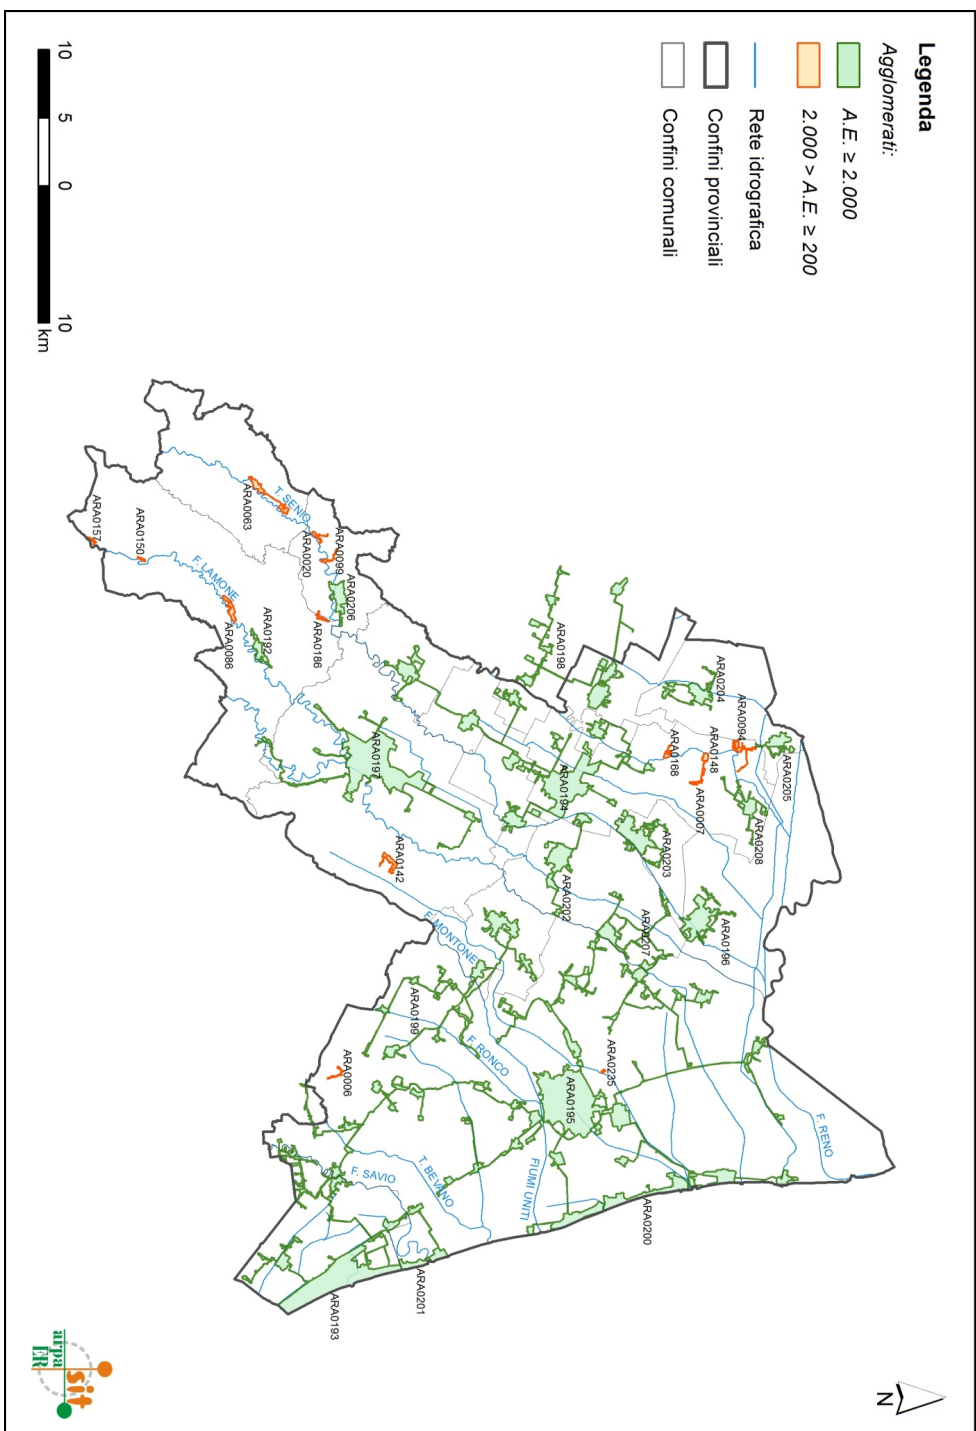 Legenda
Agglomerati:
A.E. ≥ 2.000
2.000 > A.E. ≥ 200
Rete idrografica
Confini provinciali
Confini comunali
10 5 0 10
km
N
ARA0204
ARA0094
ARA0205
ARA0148
ARA0168
ARA0007
ARA0208
ARA0198
ARA0194
ARA0203
ARA0196
ARA0202
ARA0207
ARA0099
ARA0020
ARA0206
ARA0063
T. SENIO
ARA0186
ARA0150
ARA0157
F. LAMONE
ARA0192
ARA0086
ARA0197
ARA0142
F. MONTONE
ARA0199
F. RONCO
ARA0006
ARA0235
ARA0195
F. RENO
FIUMI UNITI
T. BEVANO
F. SAVIO
ARA0200
ARA0201
ARA0193
sit
arpa
ER